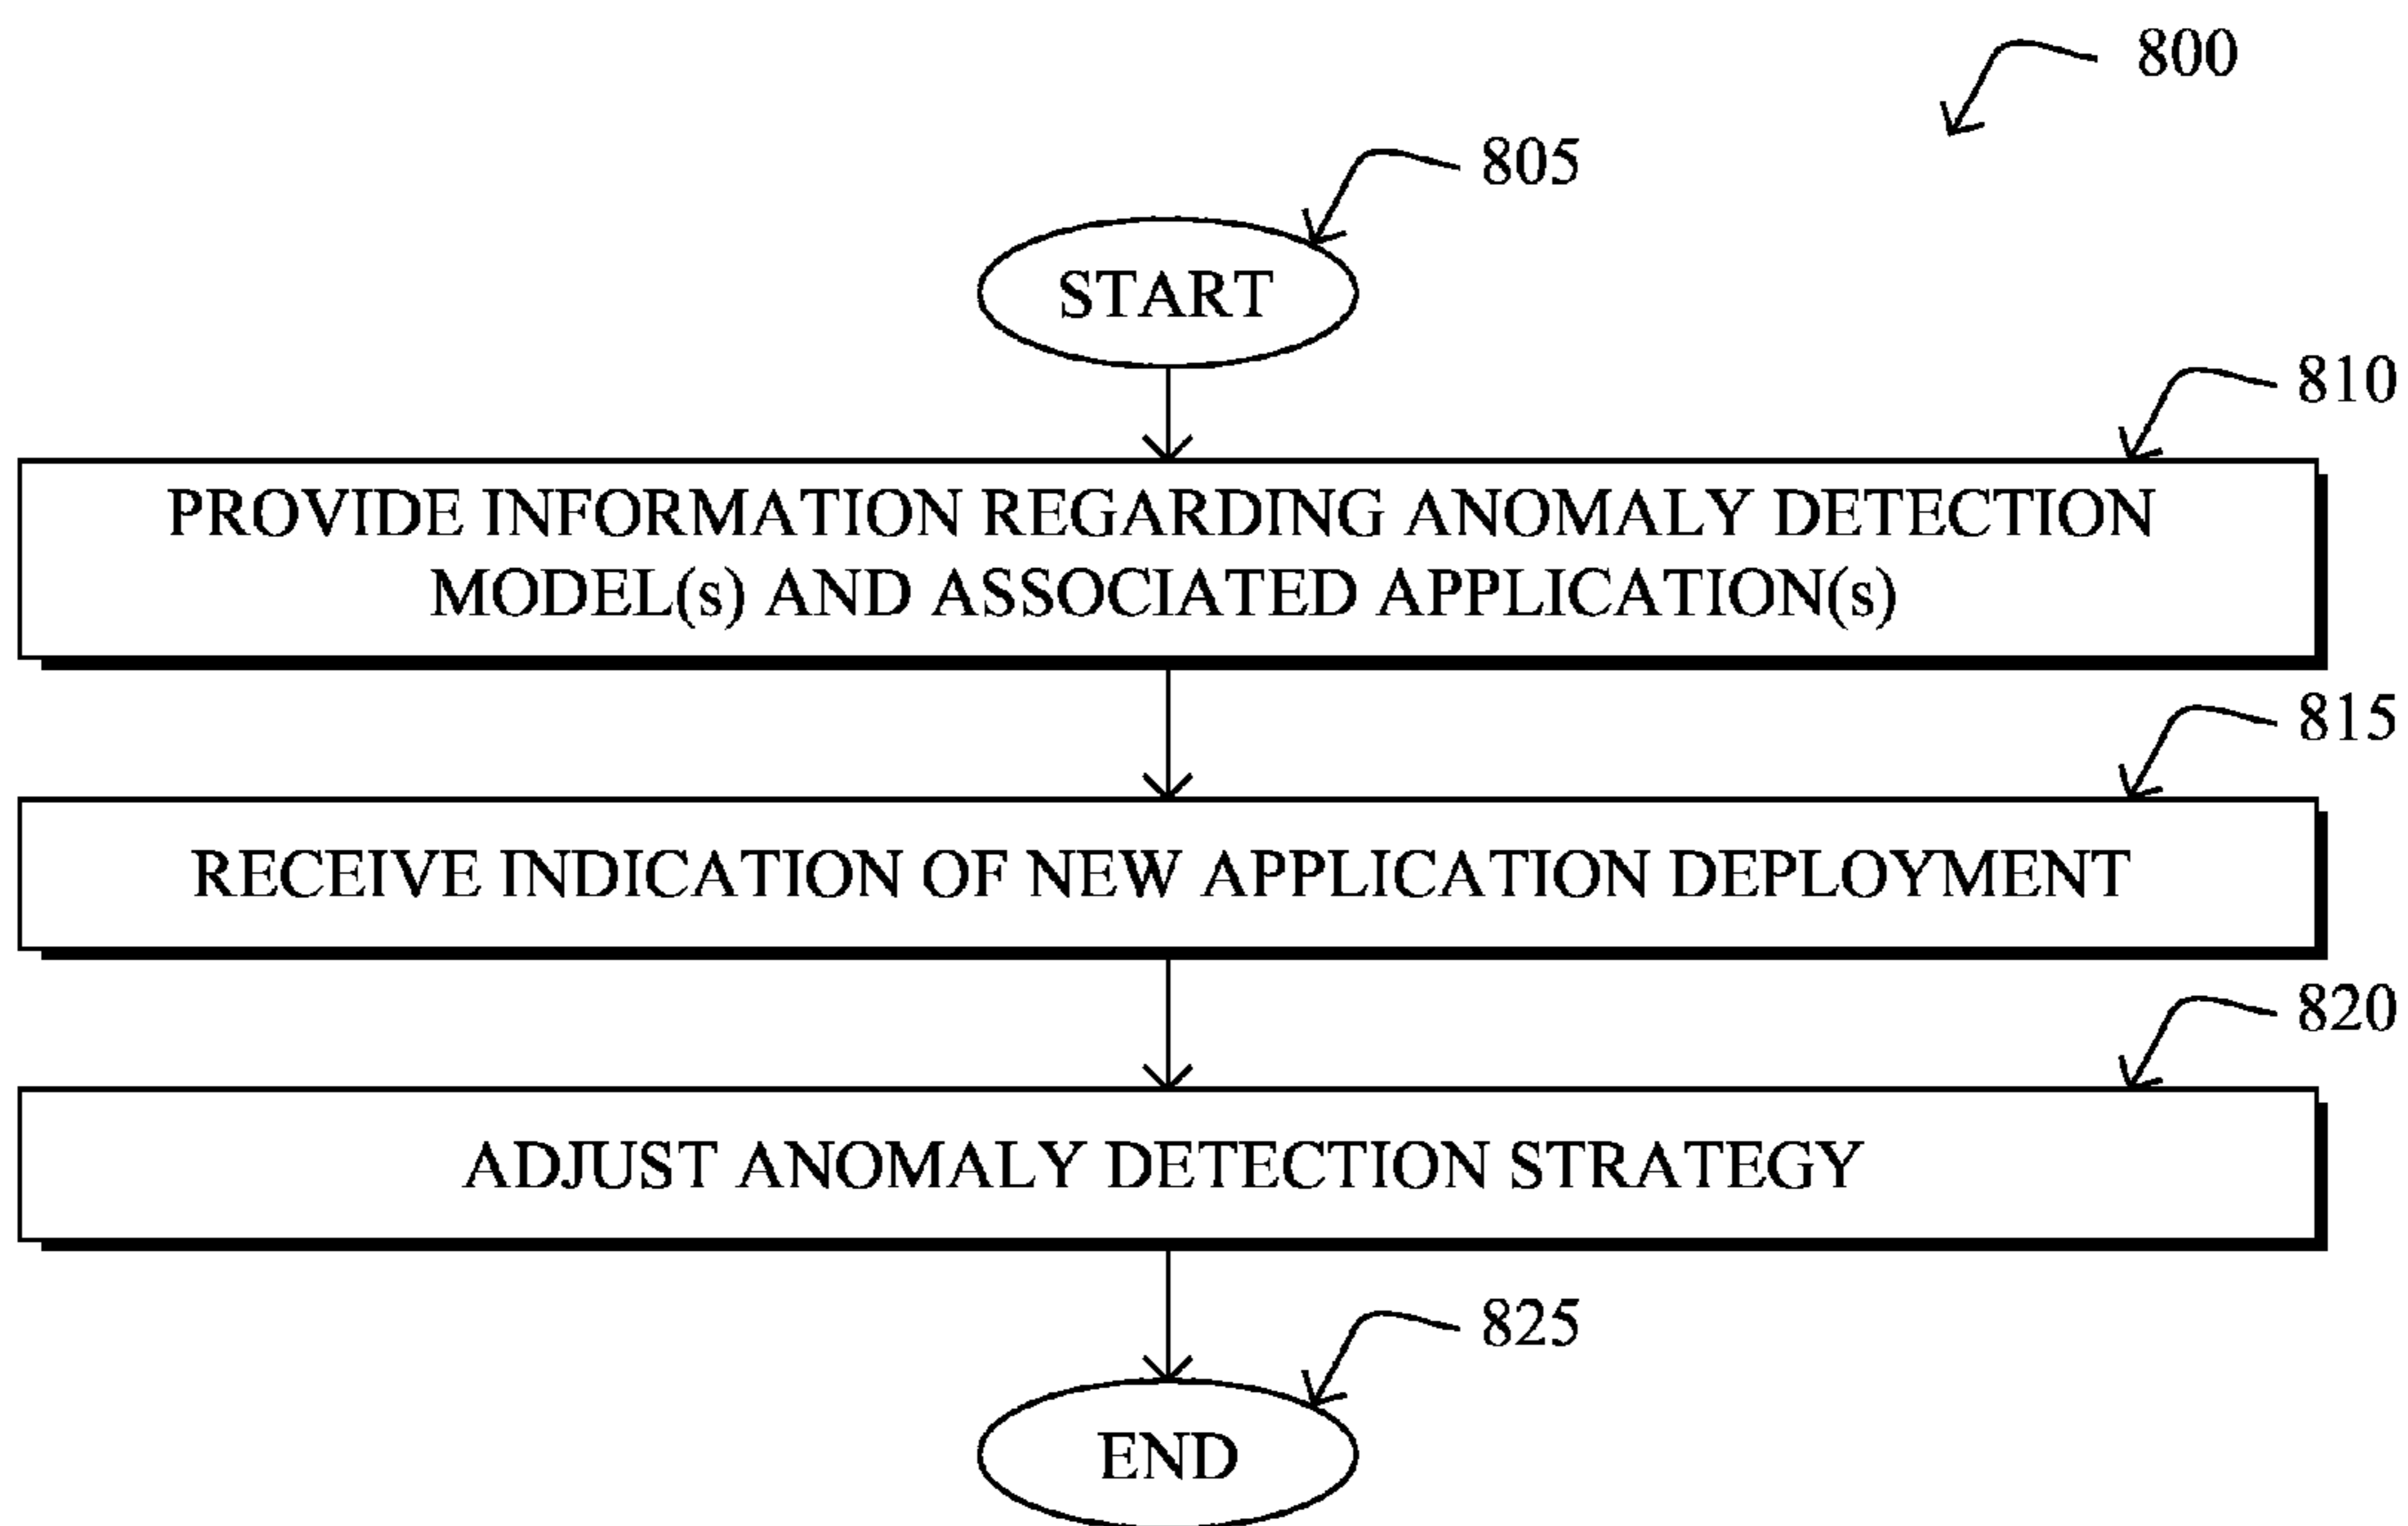 800
805
START
810
PROVIDE INFORMATION REGARDING ANOMALY DETECTION
MODEL(s) AND ASSOCIATED APPLICATION(s)
815
RECEIVE INDICATION OF NEW APPLICATION DEPLOYMENT
820
ADJUST ANOMALY DETECTION STRATEGY
825
END